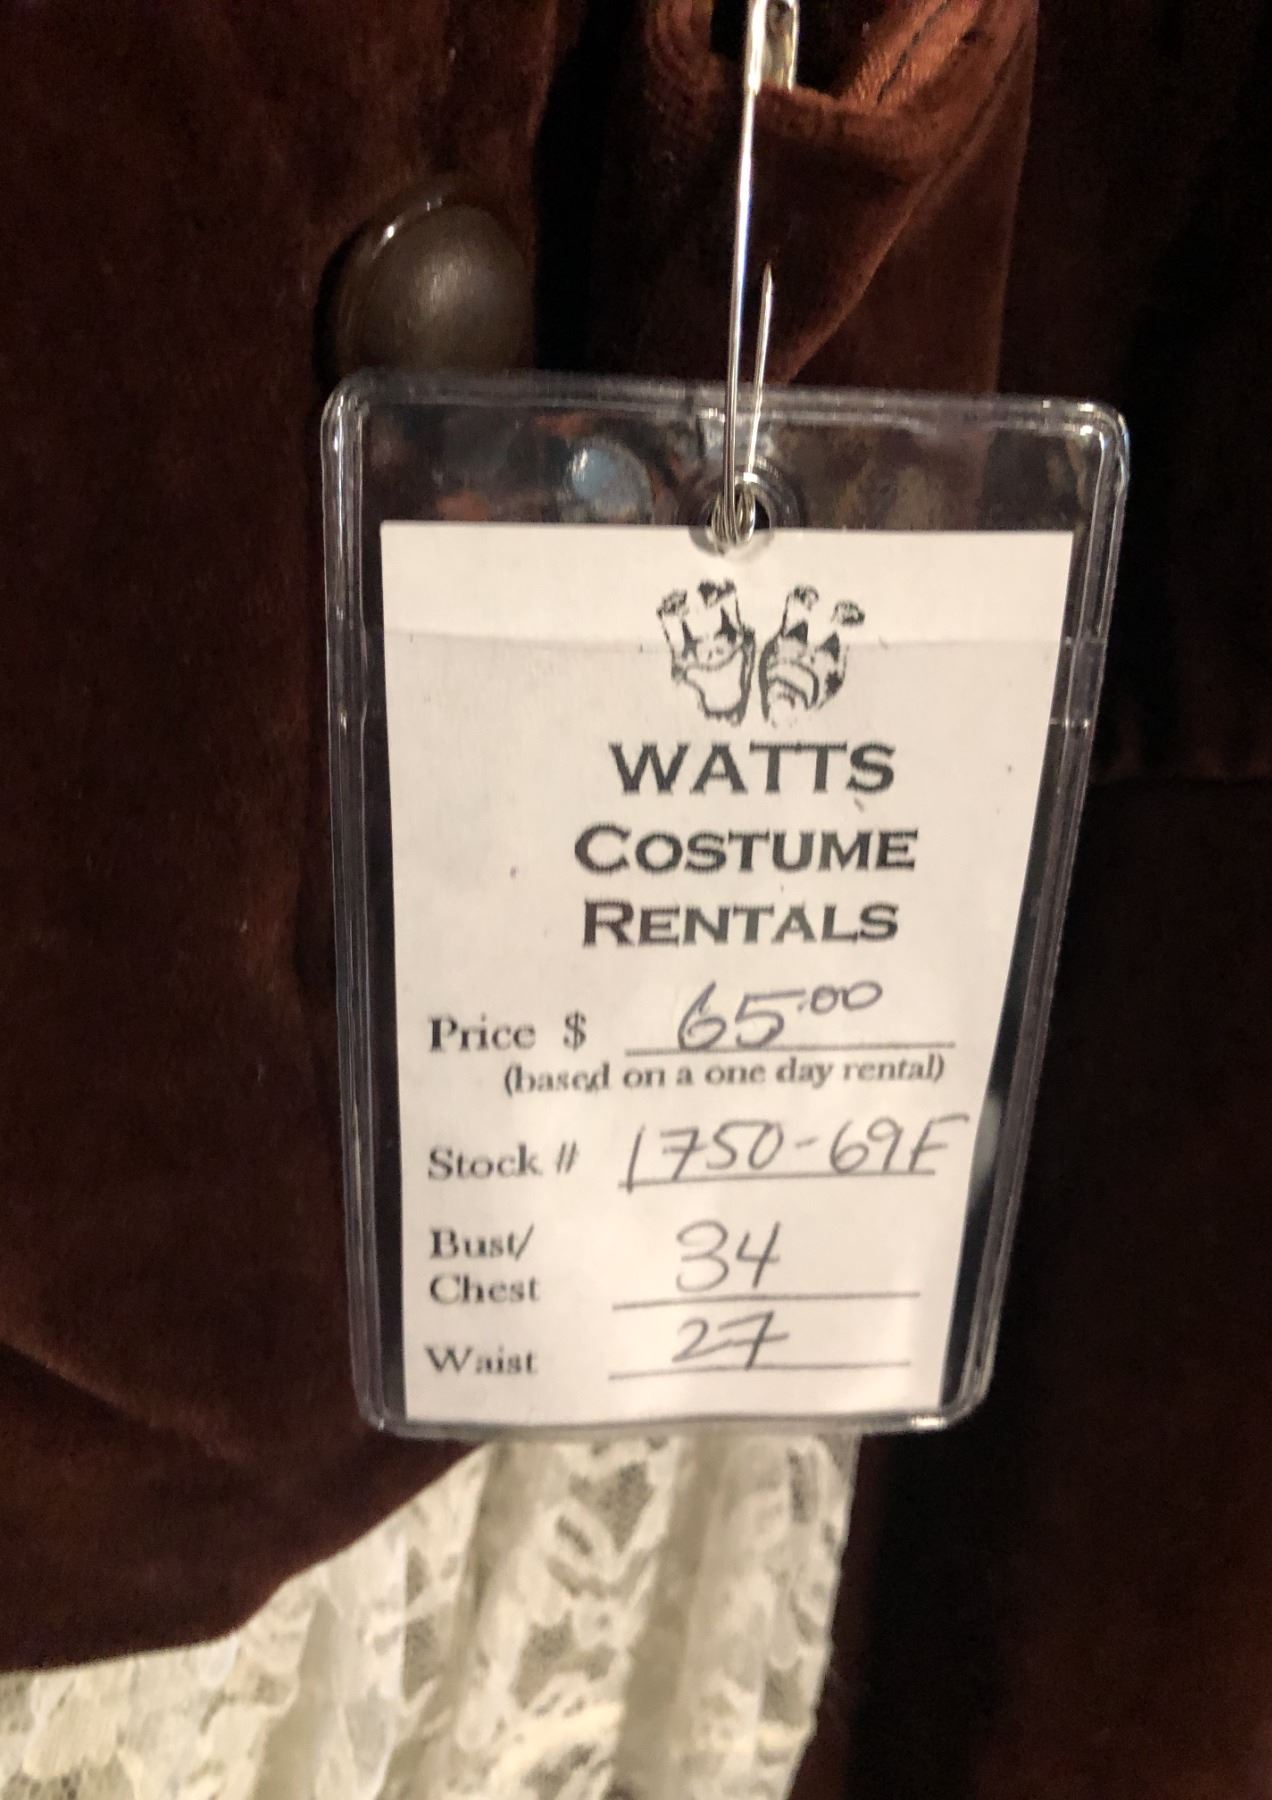 WATTS
COSTUME
RENTALS
Price $ 65.00
(based on a one day rental)
Stock # 1750-69F
Bust/
Chest 34
Waist 27